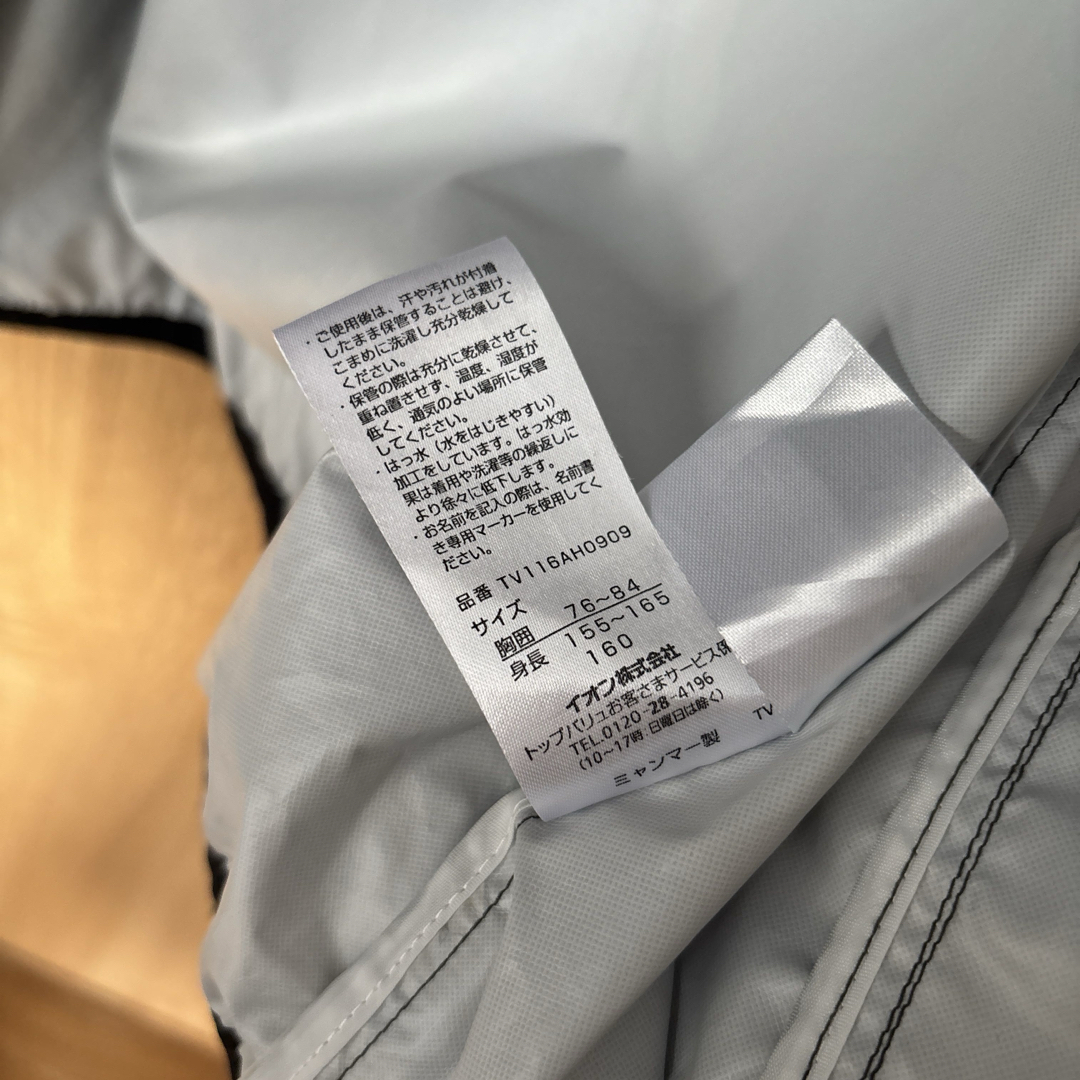 ・ご使用後は、汗や汚れが付着
したまま保管することは避け、
こまめに洗濯し充分乾燥して
ください。
・保管の際は充分に乾燥させて、
重ね置きせず、温度、湿度が
低く、通気のよい場所に保管
してください。
・はっ水（水をはじきやすい）
加工をしています。はっ水効
果は着用や洗濯等の繰返しに
より徐々に低下します。
・お名前を記入の際は、名前書
き専用マーカーを使用してく
ださい。
品番 TV116AH0909
サイズ
胸囲 76~84
身長 155~165
160
イオン株式会社
トップバリュお客さまサービス係
TEL.0120-28-4196
(10~17時.日曜日は除く)
TV
ミャンマー製